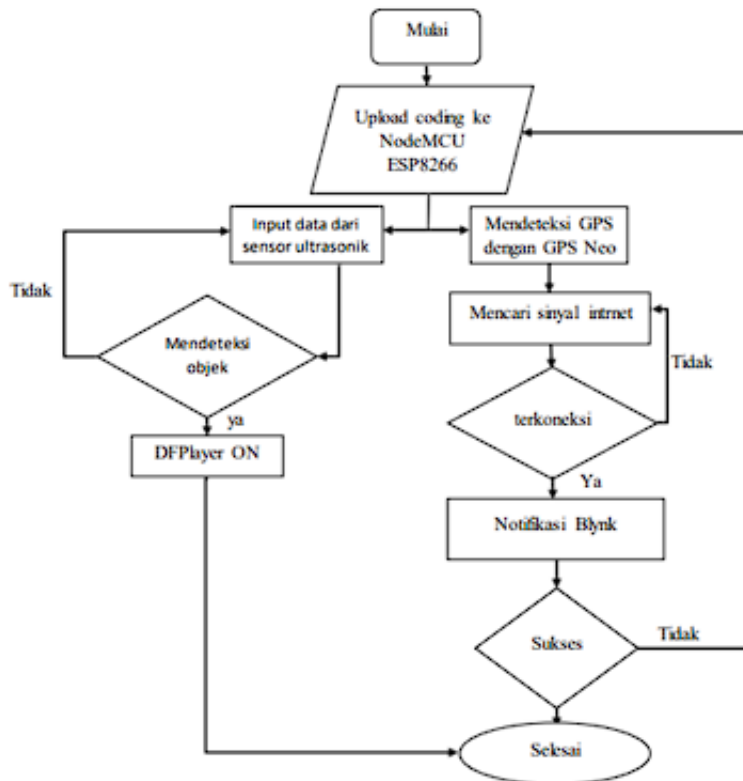 Mulai
Upload coding ke
NodeMCU
ESP8266
Input data dari
sensor ultrasonik
Mendeteksi GPS
dengan GPS Neo
Tidak
Mencari sinyal intrnet
Mendeteksi
objek
Tidak
terkoneksi
ya
DFPlayer ON
Ya
Notifikasi Blynk
Sukses
Tidak
Selesai